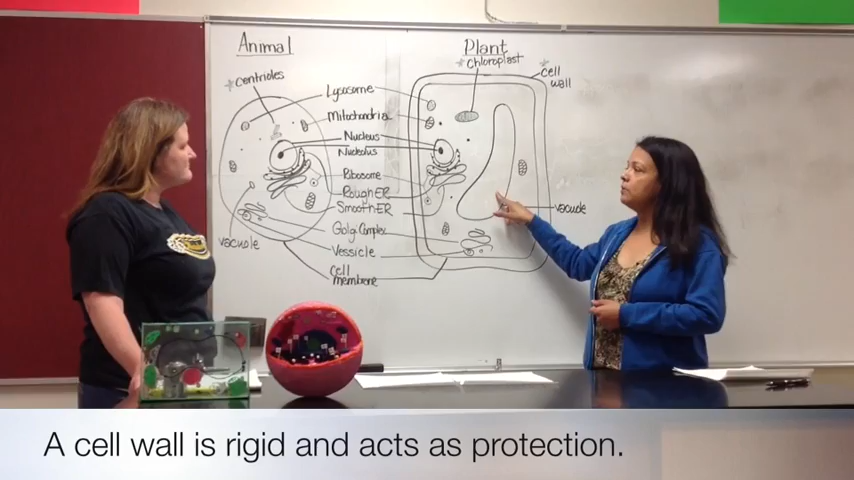 Animal
Plant
*chloroplast
*centrioles
*cell
wall
Lysosome
Mitochondria
Nucleus
Nucleolus
Ribosome
Rough ER
Smooth ER
vacuole
Golgi Complex
vacuole
Vessicle
Cell
membrane
A cell wall is rigid and acts as protection.